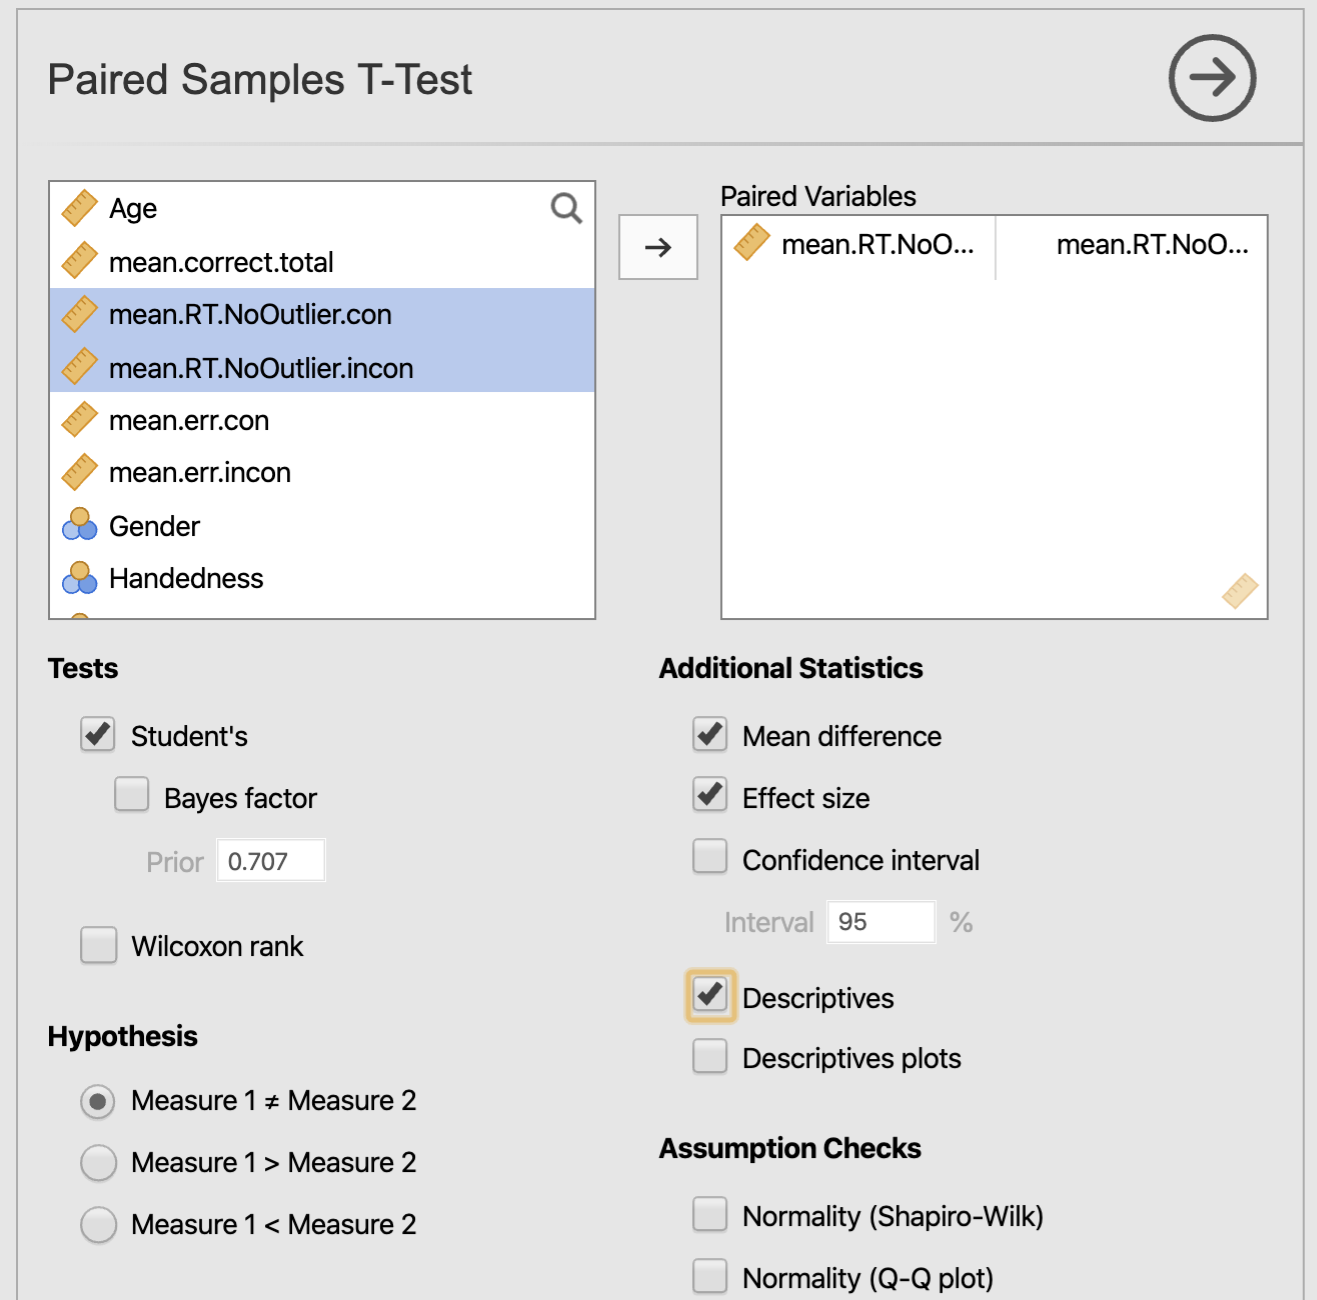 Paired Samples T-Test
Age
mean.correct.total
mean.RT.NoOutlier.con
mean.RT.NoOutlier.incon
mean.err.con
mean.err.incon
Gender
Handedness
Paired Variables
mean.RT.NoO... mean.RT.NoO...
Tests
Student's
Bayes factor
Prior 0.707
Wilcoxon rank
Hypothesis
Measure 1 ≠ Measure 2
Measure 1 > Measure 2
Measure 1 < Measure 2
Additional Statistics
Mean difference
Effect size
Confidence interval
Interval 95 %
Descriptives
Descriptives plots
Assumption Checks
Normality (Shapiro-Wilk)
Normality (Q-Q plot)